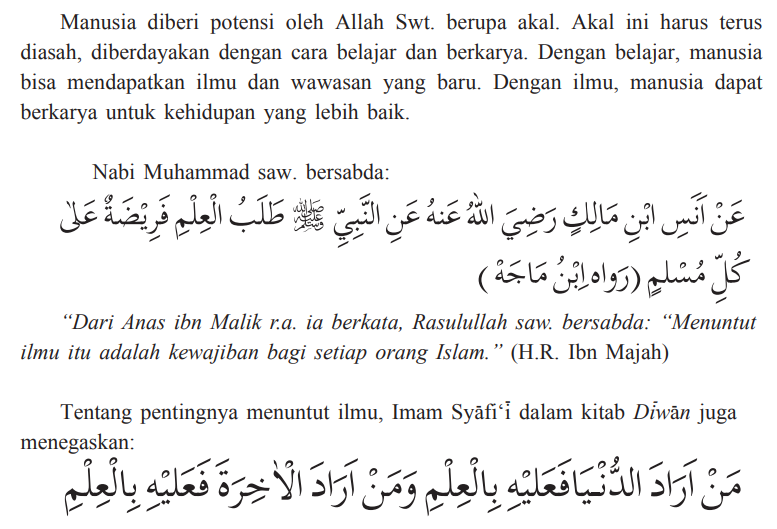 Manusia diberi potensi oleh Allah Swt. berupa akal. Akal ini harus terus
diasah, diberdayakan dengan cara belajar dan berkarya. Dengan belajar, manusia
bisa mendapatkan ilmu dan wawasan yang baru. Dengan ilmu, manusia dapat
berkarya untuk kehidupan yang lebih baik.
Nabi Muhammad saw. bersabda:
عَنْ اَنَسِ ابْنِ مَالِكٍ رَضِيَ اللّٰهُ عَنهُ عَنِ النَّبِيِّ ﷺ طَلَبُ الْعِلْمِ فَرِيْضَةٌ عَلىٰ
كُلِّ مُسْلمٍ (رَواه اِبْنُ مَاجَهْ)
“Dari Anas ibn Malik r.a. ia berkata, Rasulullah saw. bersabda: “Menuntut
ilmu itu adalah kewajiban bagi setiap orang Islam.” (H.R. Ibn Majah)
Tentang pentingnya menuntut ilmu, Imam Syāfi‘ī dalam kitab Dīwān juga
menegaskan:
مَنْ اَرَادَ الدُّنْيَا فَعَلَيْهِ بِالْعِلْمِ وَمَنْ اَرَادَ الْاٰخِرَةَ فَعَلَيْهِ بِالْعِلْمِ